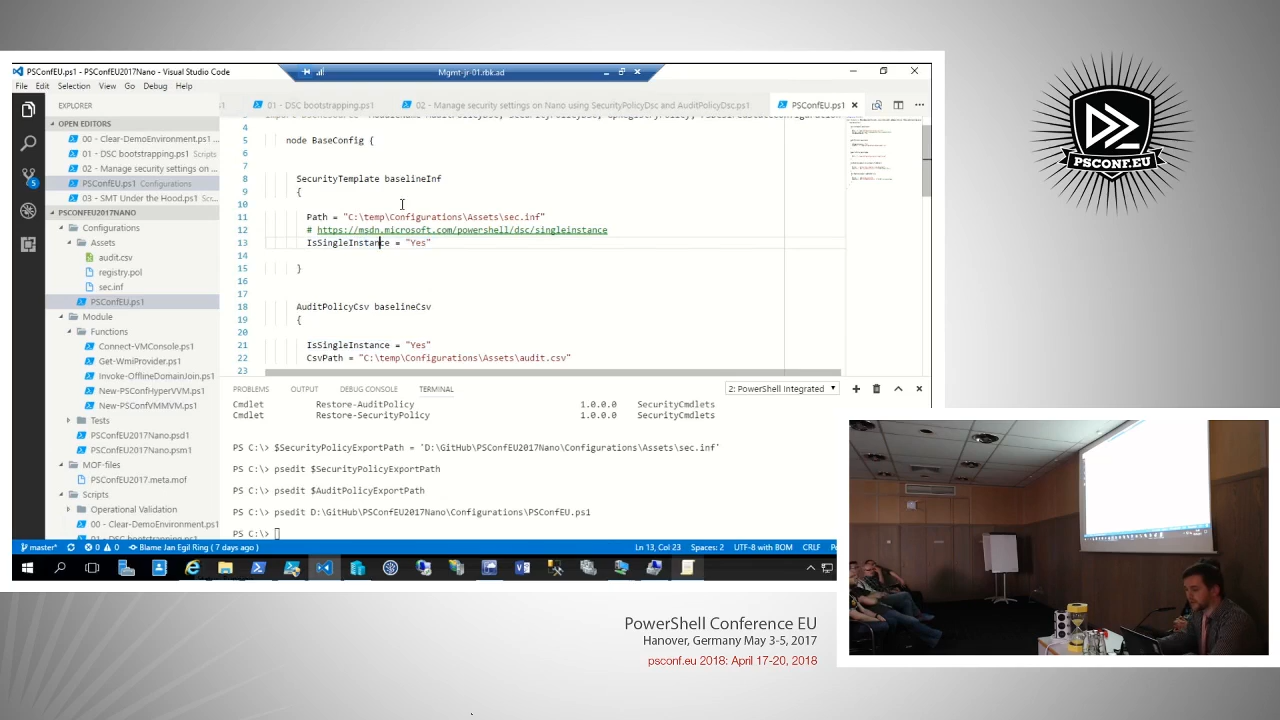 PSConfEU.ps1 - PSConfEU2017Nano - Visual Studio Code
Mgmt-jr-01.rbk.ad
File Edit Selection View Go Debug Help
EXPLORER
01 - DSC bootstrapping.ps1
02 - Manage security settings on Nano using SecurityPolicyDsc and AuditPolicyDsc.ps1
PSConfEU.ps1
OPEN EDITORS
00 - Clear-DemoEnvironment.ps1 ...
01 - DSC bootstrapping.ps1 Scripts
02 - Manage security settings on ...
PSConfEU.ps1 Configurations
03 - SMT Under the Hood.ps1 Scr...
PSCONFEU2017NANO
Configurations
Assets
audit.csv
registry.pol
sec.inf
PSConfEU.ps1
Module
Functions
Connect-VMConsole.ps1
Get-WmiProvider.ps1
Invoke-OfflineDomainJoin.ps1
New-PSConfHyperVVM.ps1
New-PSConfVMMVM.ps1
Tests
PSConfEU2017Nano.psd1
PSConfEU2017Nano.psm1
MOF-files
PSConfEU2017.meta.mof
Scripts
Operational Validation
00 - Clear-DemoEnvironment.ps1
4
5 node BaseConfig {
6
7
8 SecurityTemplate baselineInf
9 {
10
11 Path = "C:\temp\Configurations\Assets\sec.inf"
12 # https://msdn.microsoft.com/powershell/dsc/singleinstance
13 IsSingleInstance = "Yes"
14
15 }
16
17
18 AuditPolicyCsv baselineCsv
19 {
20
21 IsSingleInstance = "Yes"
22 CsvPath = "C:\temp\Configurations\Assets\audit.csv"
23
PROBLEMS OUTPUT DEBUG CONSOLE TERMINAL
2: PowerShell Integrated
Cmdlet Restore-AuditPolicy 1.0.0.0 SecurityCmdlets
Cmdlet Restore-SecurityPolicy 1.0.0.0 SecurityCmdlets
PS C:\> $SecurityPolicyExportPath = 'D:\GitHub\PSConfEU2017Nano\Configurations\Assets\sec.inf'
PS C:\> psedit $SecurityPolicyExportPath
PS C:\> psedit $AuditPolicyExportPath
PS C:\> psedit D:\GitHub\PSConfEU2017Nano\Configurations\PSConfEU.ps1
PS C:\>
master* 0 0 Blame Jan Egil Ring ( 7 days ago )
Ln 13, Col 23 Spaces: 2 UTF-8 with BOM CRLF
PSCONF.EU
PowerShell Conference EU
Hanover, Germany May 3-5, 2017
psconf.eu 2018: April 17-20, 2018